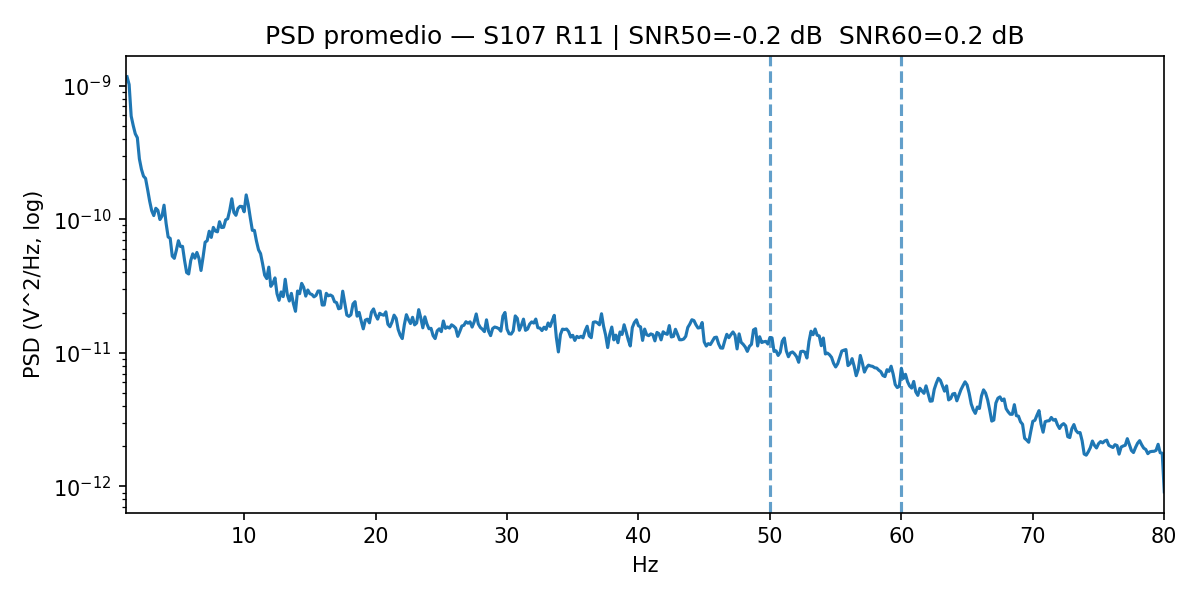 PSD promedio — S107 R11 | SNR50=-0.2 dB  SNR60=0.2 dB
PSD (V^2/Hz, log)
10⁻⁹
10⁻¹⁰
10⁻¹¹
10⁻¹²
10 20 30 40 50 60 70 80
Hz